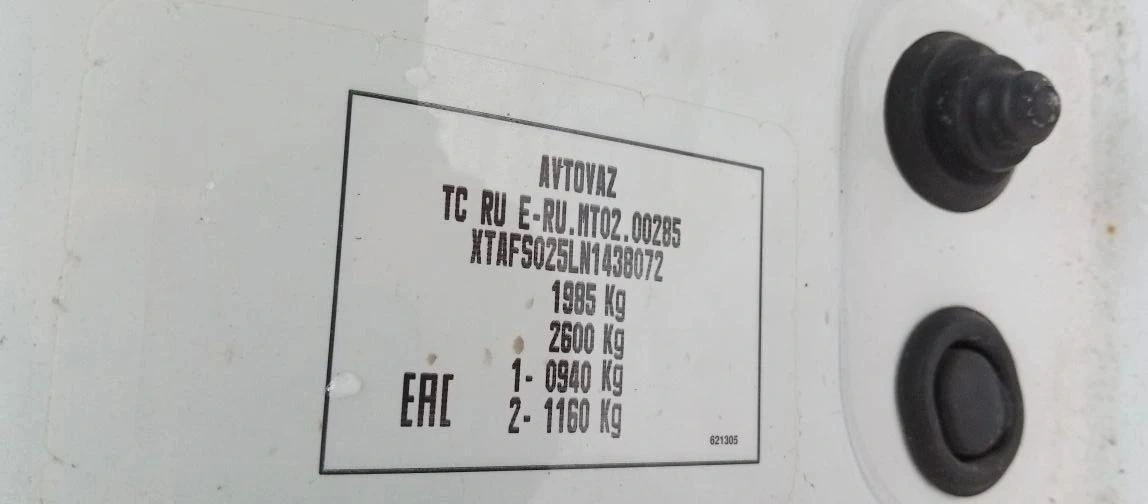 AVTOVAZ
TC RU E-RU.MT02.00285
XTAFS025LN1438072
1985 Kg
2600 Kg
1- 0940 Kg
2- 1160 Kg
EAC
621305